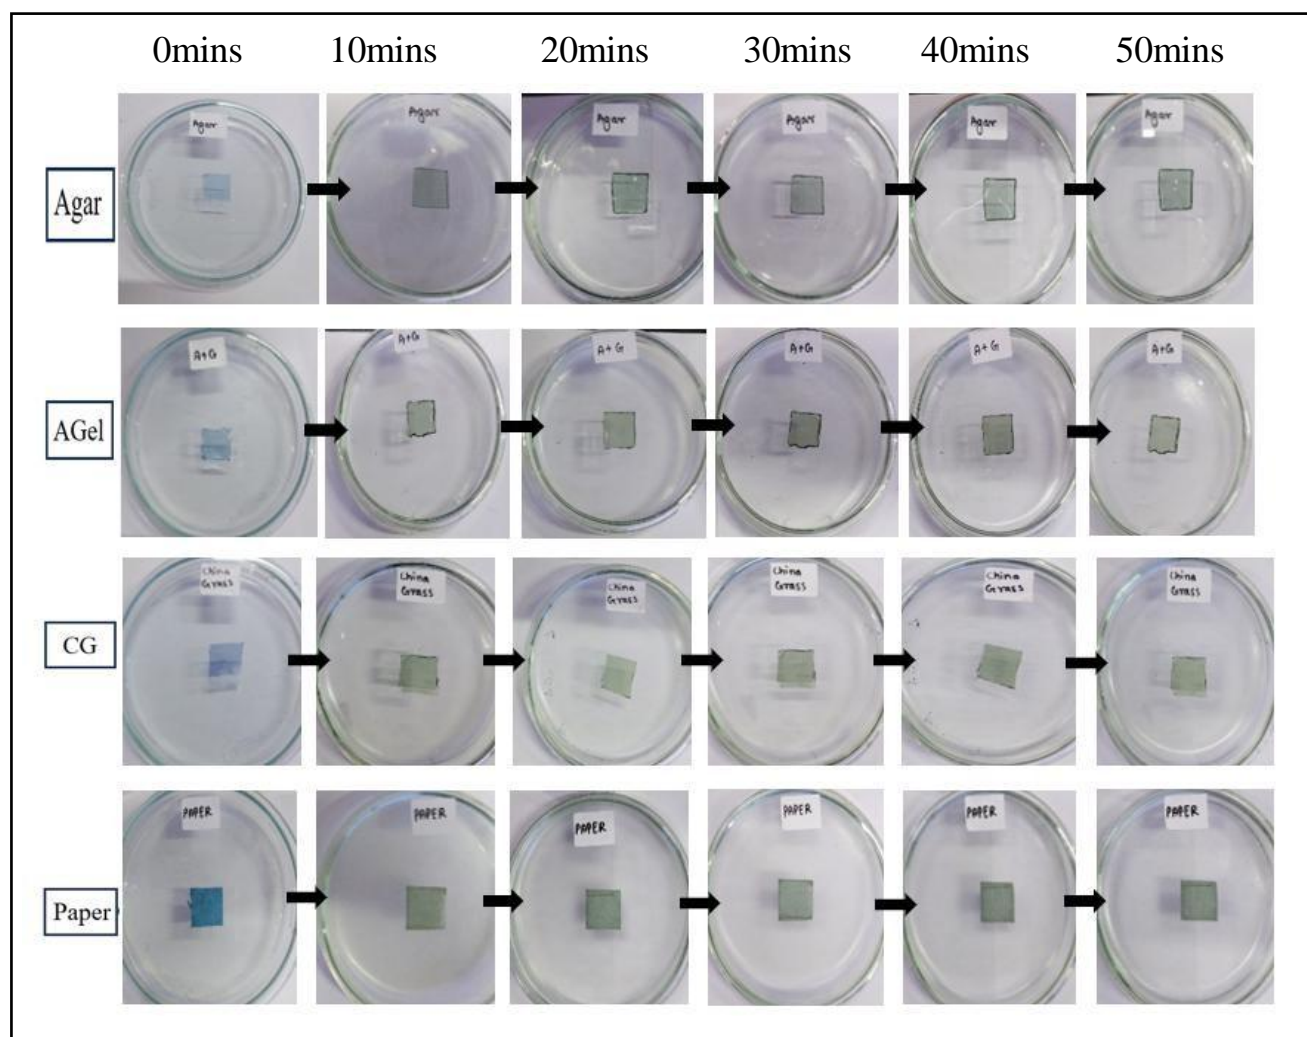 0mins 10mins 20mins 30mins 40mins 50mins
Agar
Agar
Agar
Agar
Agar
Agar
Agar
AGel
A+G
A+G
A+G
A+G
A+G
A+G
CG
China
Grass
China
Grass
China
Grass
China
Grass
China
Grass
China
Grass
Paper
PAPER
PAPER
PAPER
PAPER
PAPER
PAPER